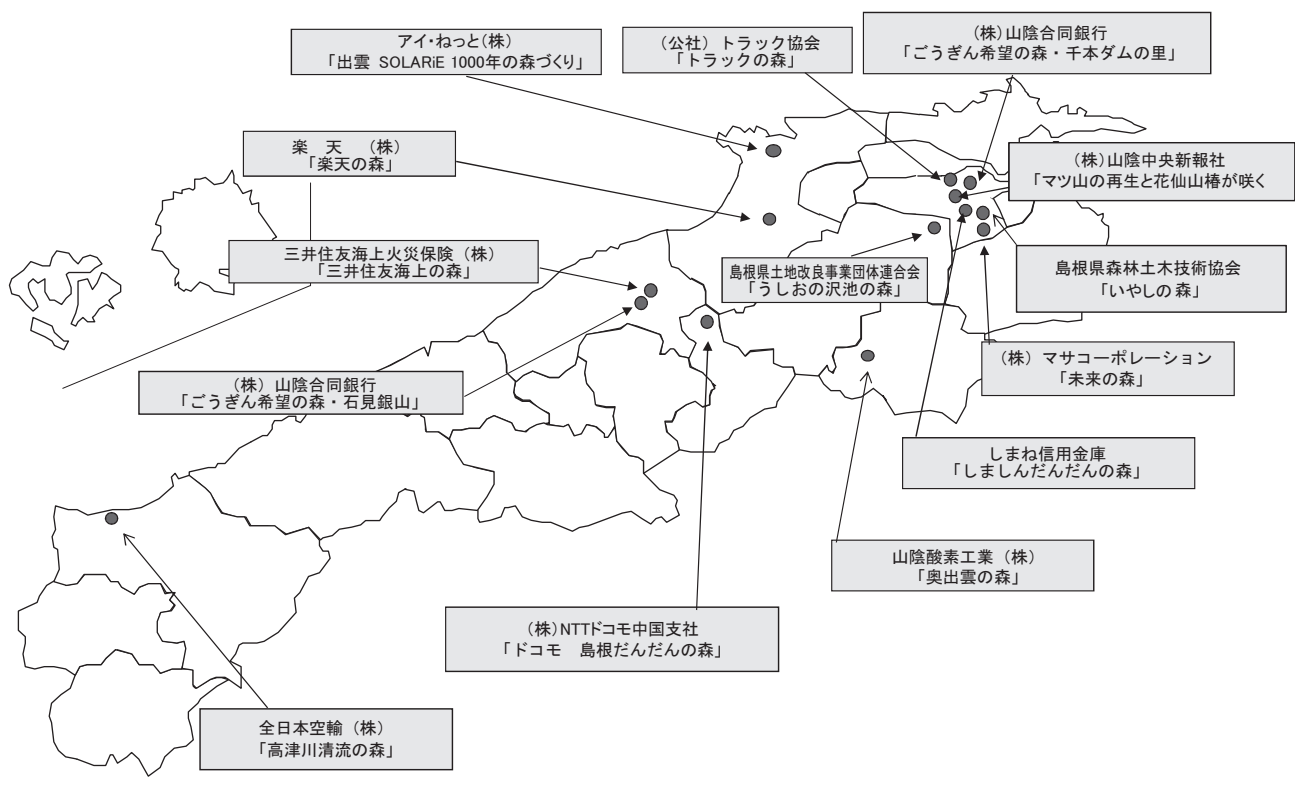 アイ・ねっと(株)
「出雲 SOLARiE 1000年の森づくり」
(公社) トラック協会
「トラックの森」
(株)山陰合同銀行
「ごうぎん希望の森・千本ダムの里」
楽 天 (株)
「楽天の森」
(株)山陰中央新報社
「マツ山の再生と花仙山椿が咲く
三井住友海上火災保険 (株)
「三井住友海上の森」
島根県土地改良事業団体連合会
「うしおの沢池の森」
島根県森林土木技術協会
「いやしの森」
(株) マサコーポレーション
「未来の森」
(株) 山陰合同銀行
「ごうぎん希望の森・石見銀山」
しまね信用金庫
「しましんだんだんの森」
山陰酸素工業 (株)
「奥出雲の森」
(株)NTTドコモ中国支社
「ドコモ 島根だんだんの森」
全日本空輸 (株)
「高津川清流の森」